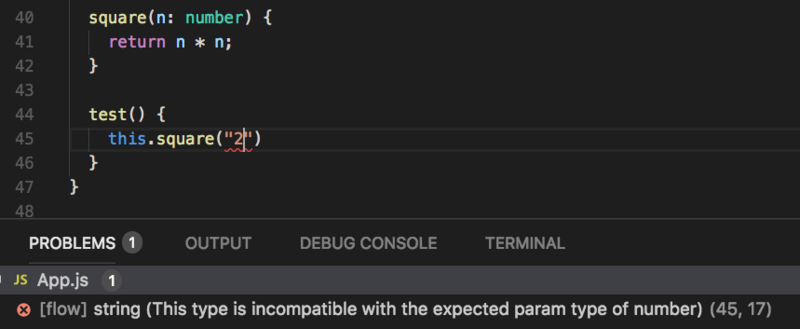 40 square(n: number) {
41 return n * n;
42 }
43
44 test() {
45 this.square("2")
46 }
47 }
48
PROBLEMS 1 OUTPUT DEBUG CONSOLE TERMINAL
JS App.js 1
[flow] string (This type is incompatible with the expected param type of number) (45, 17)